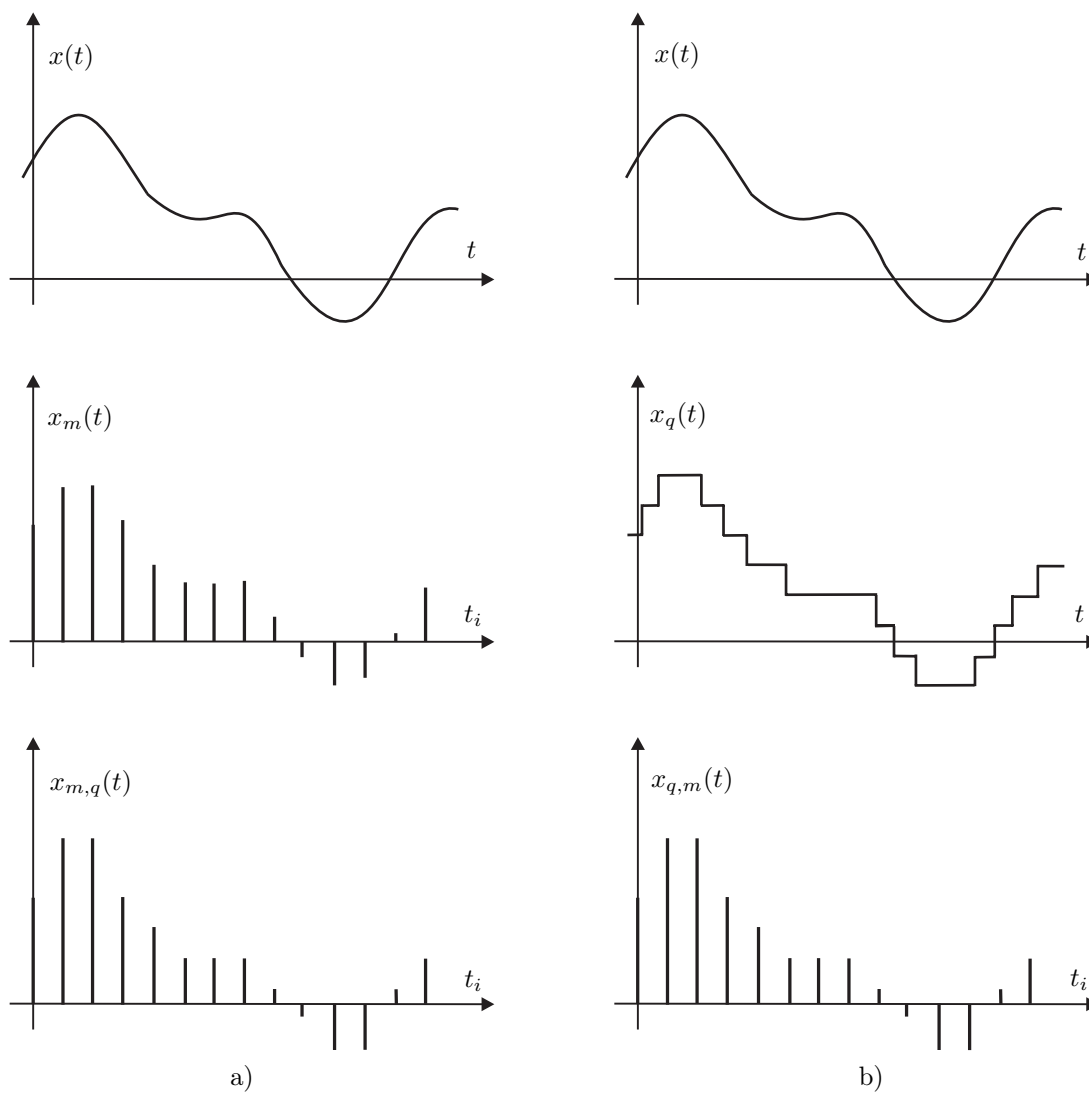 x(t)
t
x(t)
t
x_m(t)
t_i
x_q(t)
t
x_{m,q}(t)
t_i
x_{q,m}(t)
t_i
a)
b)